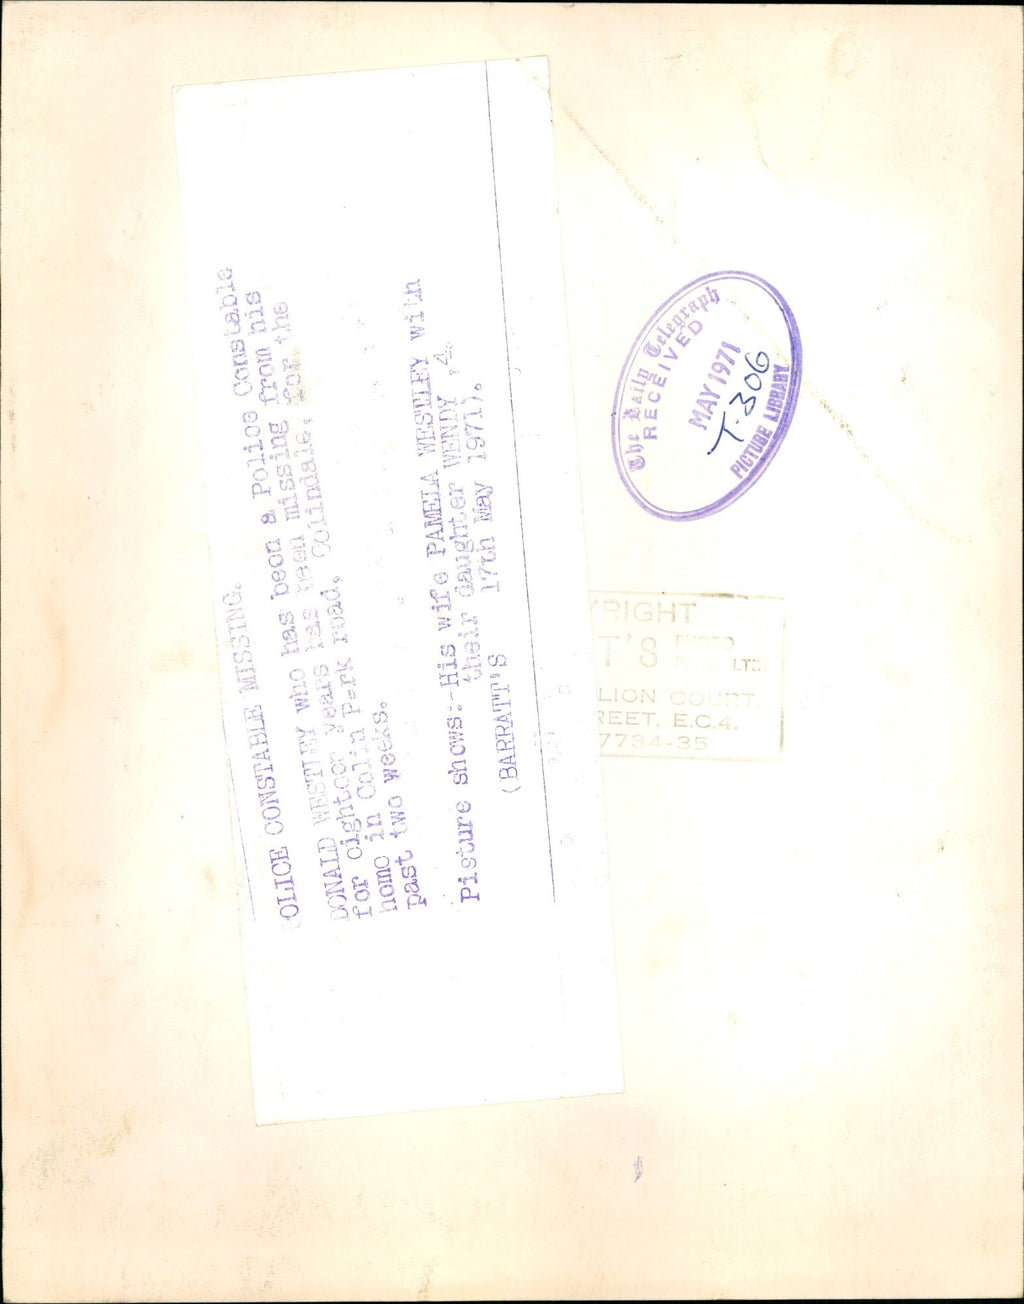 POLICE CONSTABLE MISSING.
DONALD WESTLEY who has been a Police Constable
for eighteen years has been missing from his
home in Colin Park road, Colindale, for the
past two weeks.
Picture shows:-His wife PAMELA WESTLEY with
their daughter WENDY ,4.
(BARRATT'S 17th May 1971).
The Daily Telegraph
RECEIVED
MAY 1971
T-306
PICTURE LIBRARY
YRIGHT
T'S PHOTO
LTD.
LION COURT,
REET, E.C.4.
7734-35